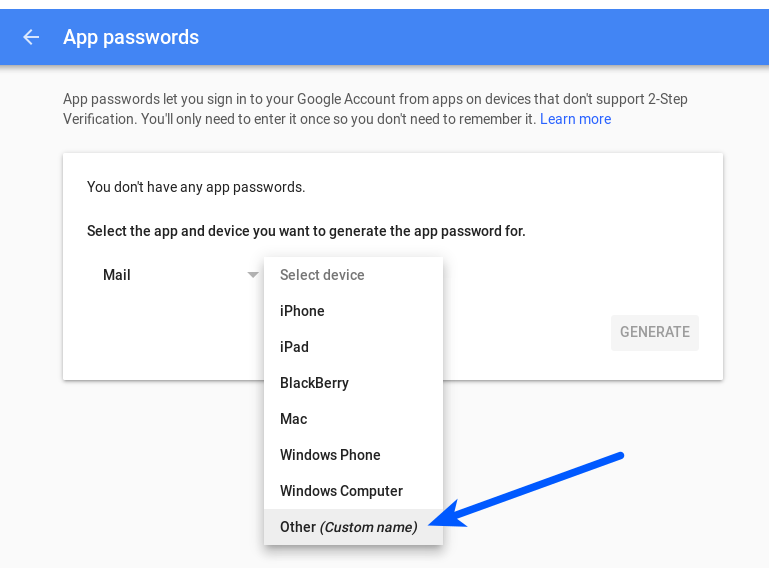 App passwords
App passwords let you sign in to your Google Account from apps on devices that don't support 2-Step
Verification. You'll only need to enter it once so you don't need to remember it. Learn more
You don't have any app passwords.
Select the app and device you want to generate the app password for.
Mail
Select device
iPhone
iPad
BlackBerry
Mac
Windows Phone
Windows Computer
Other (Custom name)
GENERATE